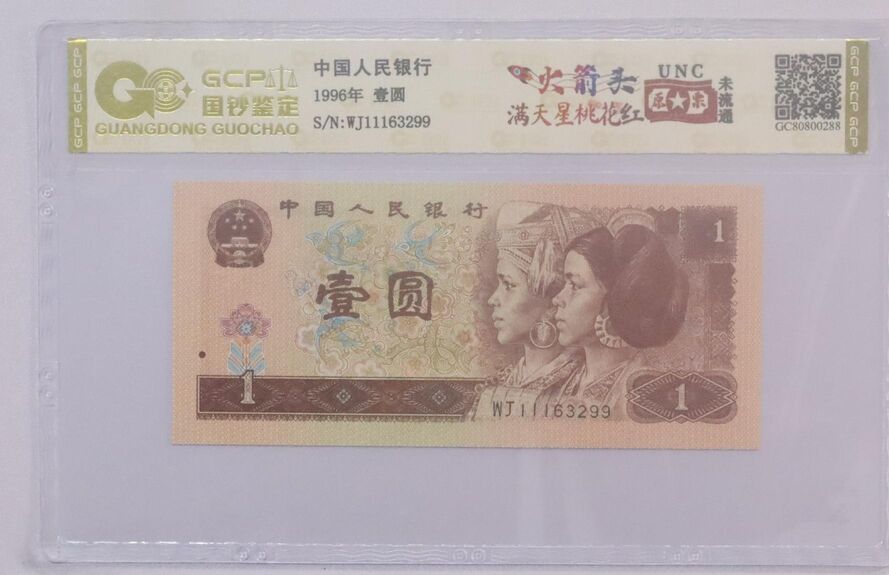 GCP GCP GCP
GCP
国钞鉴定
GUANGDONG GUOCHAO
中国人民银行
1996年 壹圆
S/N:WJ11163299
火箭头
满天星桃花红
UNC
原★票
未流通
GC80800288
GCP GCP GCP
中国人民银行
1
壹圆
1
WJ11163299
1